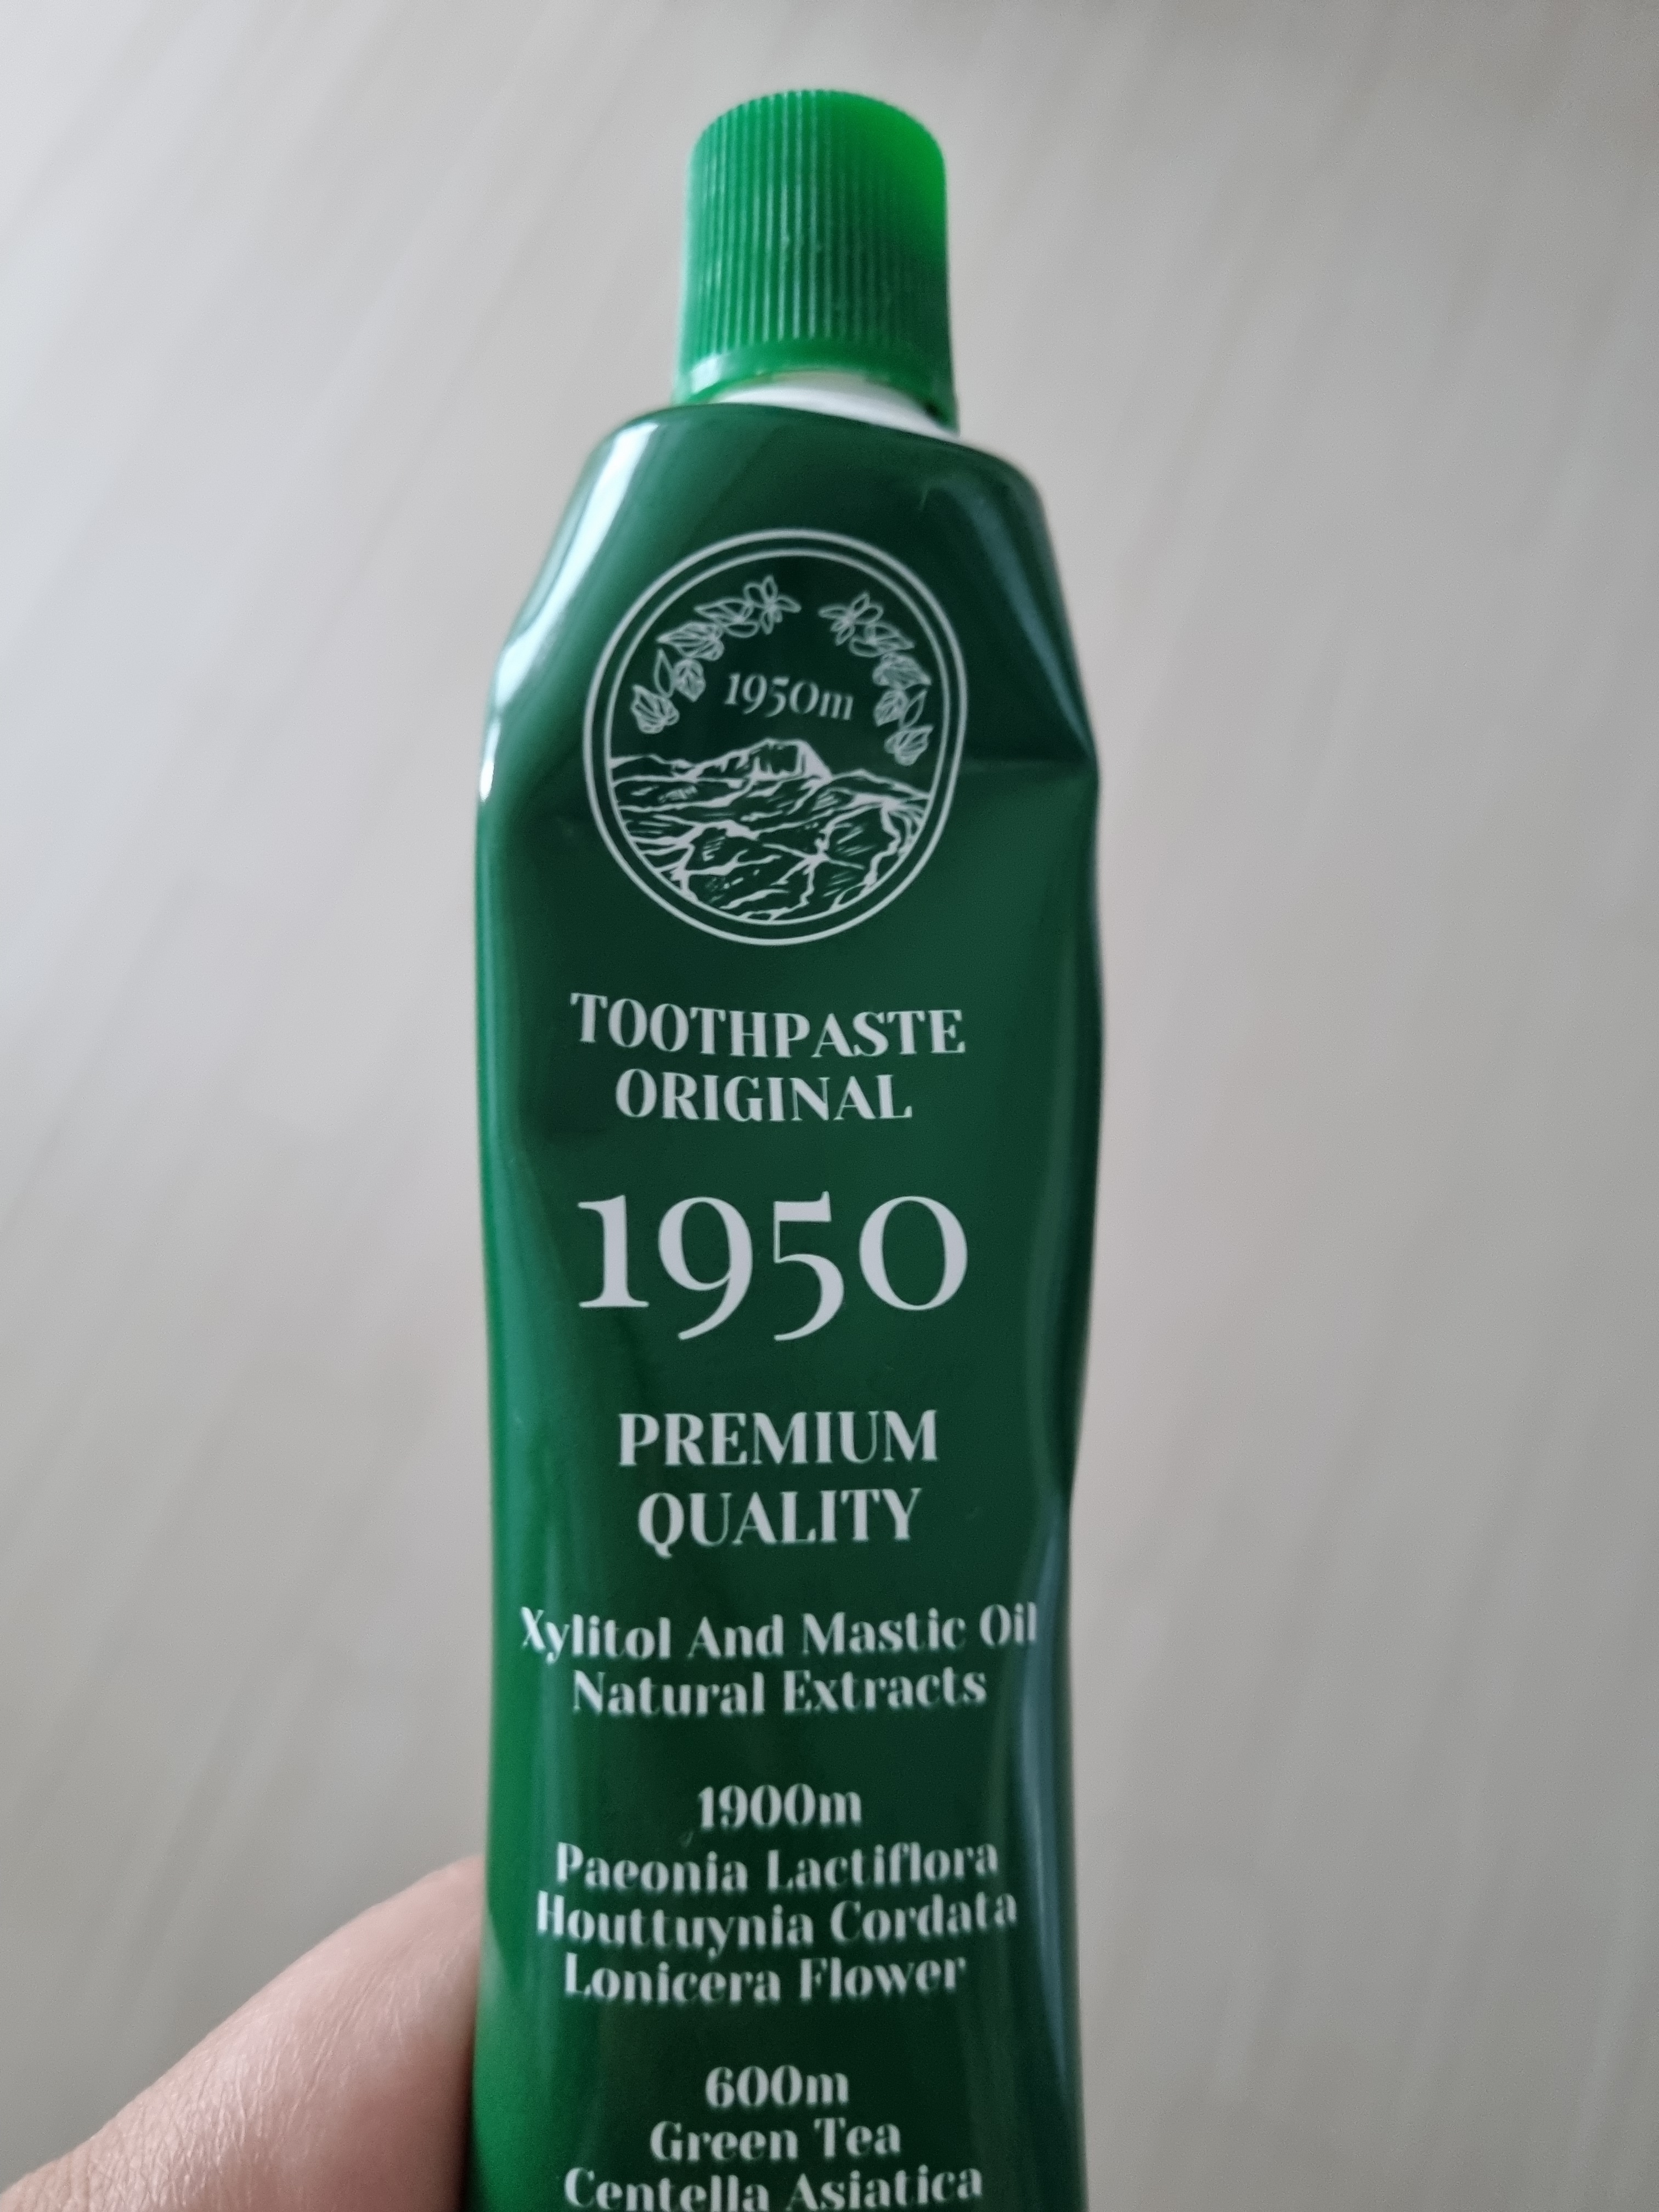 1950m
TOOTHPASTE
ORIGINAL
1950
PREMIUM
QUALITY
Xylitol And Mastic Oil
Natural Extracts
1900m
Paeonia Lactiflora
Houttuynia Cordata
Lonicera Flower
600m
Green Tea
Centella Asiatica